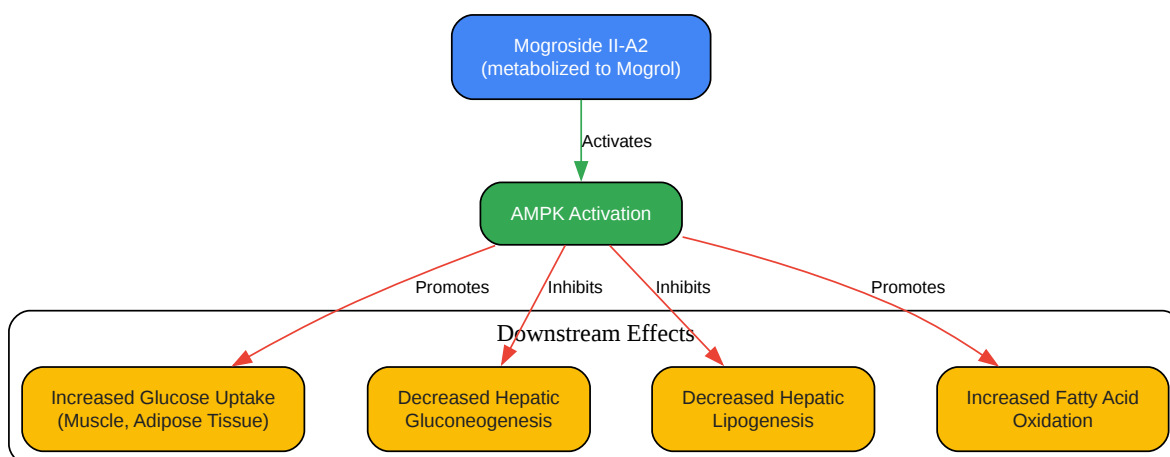 Mogroside II-A2
(metabolized to Mogrol)
Activates
AMPK Activation
Promotes
Inhibits
Inhibits
Promotes
Downstream Effects
Increased Glucose Uptake
(Muscle, Adipose Tissue)
Decreased Hepatic
Gluconeogenesis
Decreased Hepatic
Lipogenesis
Increased Fatty Acid
Oxidation